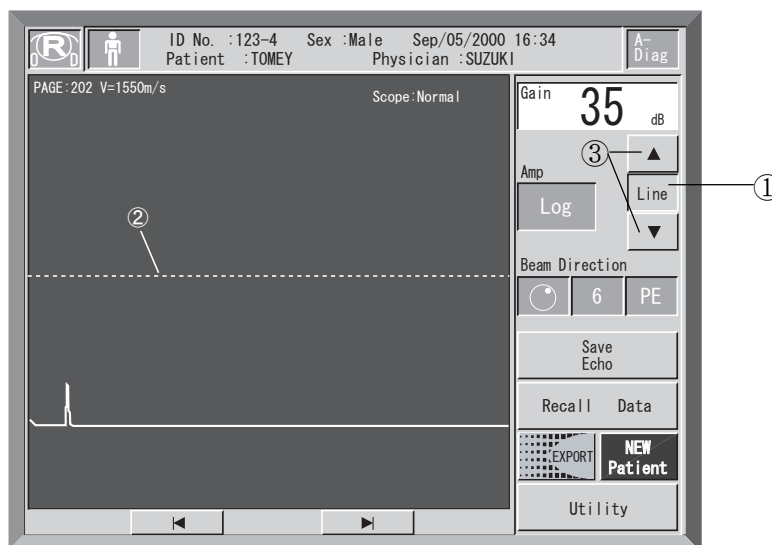 ID No. :123-4 Sex :Male Sep/05/2000 16:34
Patient :TOMEY Physician :SUZUKI
R
O D
A-
Diag
PAGE:202 V=1550m/s
Scope:Normal
Gain 35 dB
③ ▲
Amp
Log
Line ①
▼
②
Beam Direction
6 PE
Save
Echo
Recall Data
EXPORT
NEW
Patient
Utility